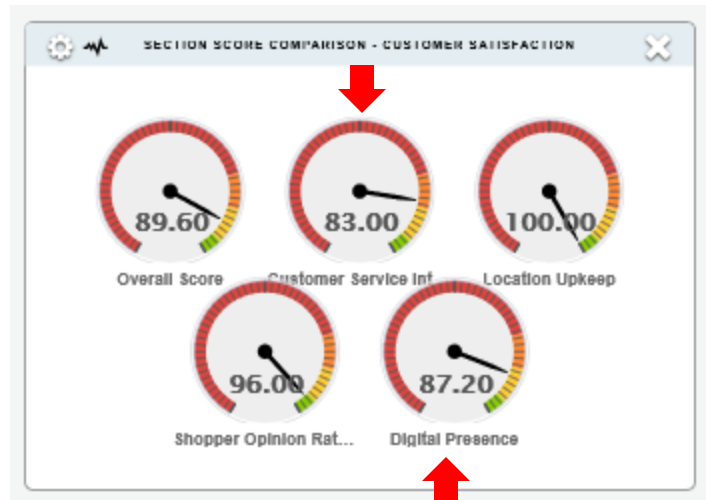 SECTION SCORE COMPARISON - CUSTOMER SATISFACTION
89.60
83.00
100.00
Overall Score
Customer Service Int
Location Upkeep
96.00
87.20
Shopper Opinion Rat...
Digital Presence